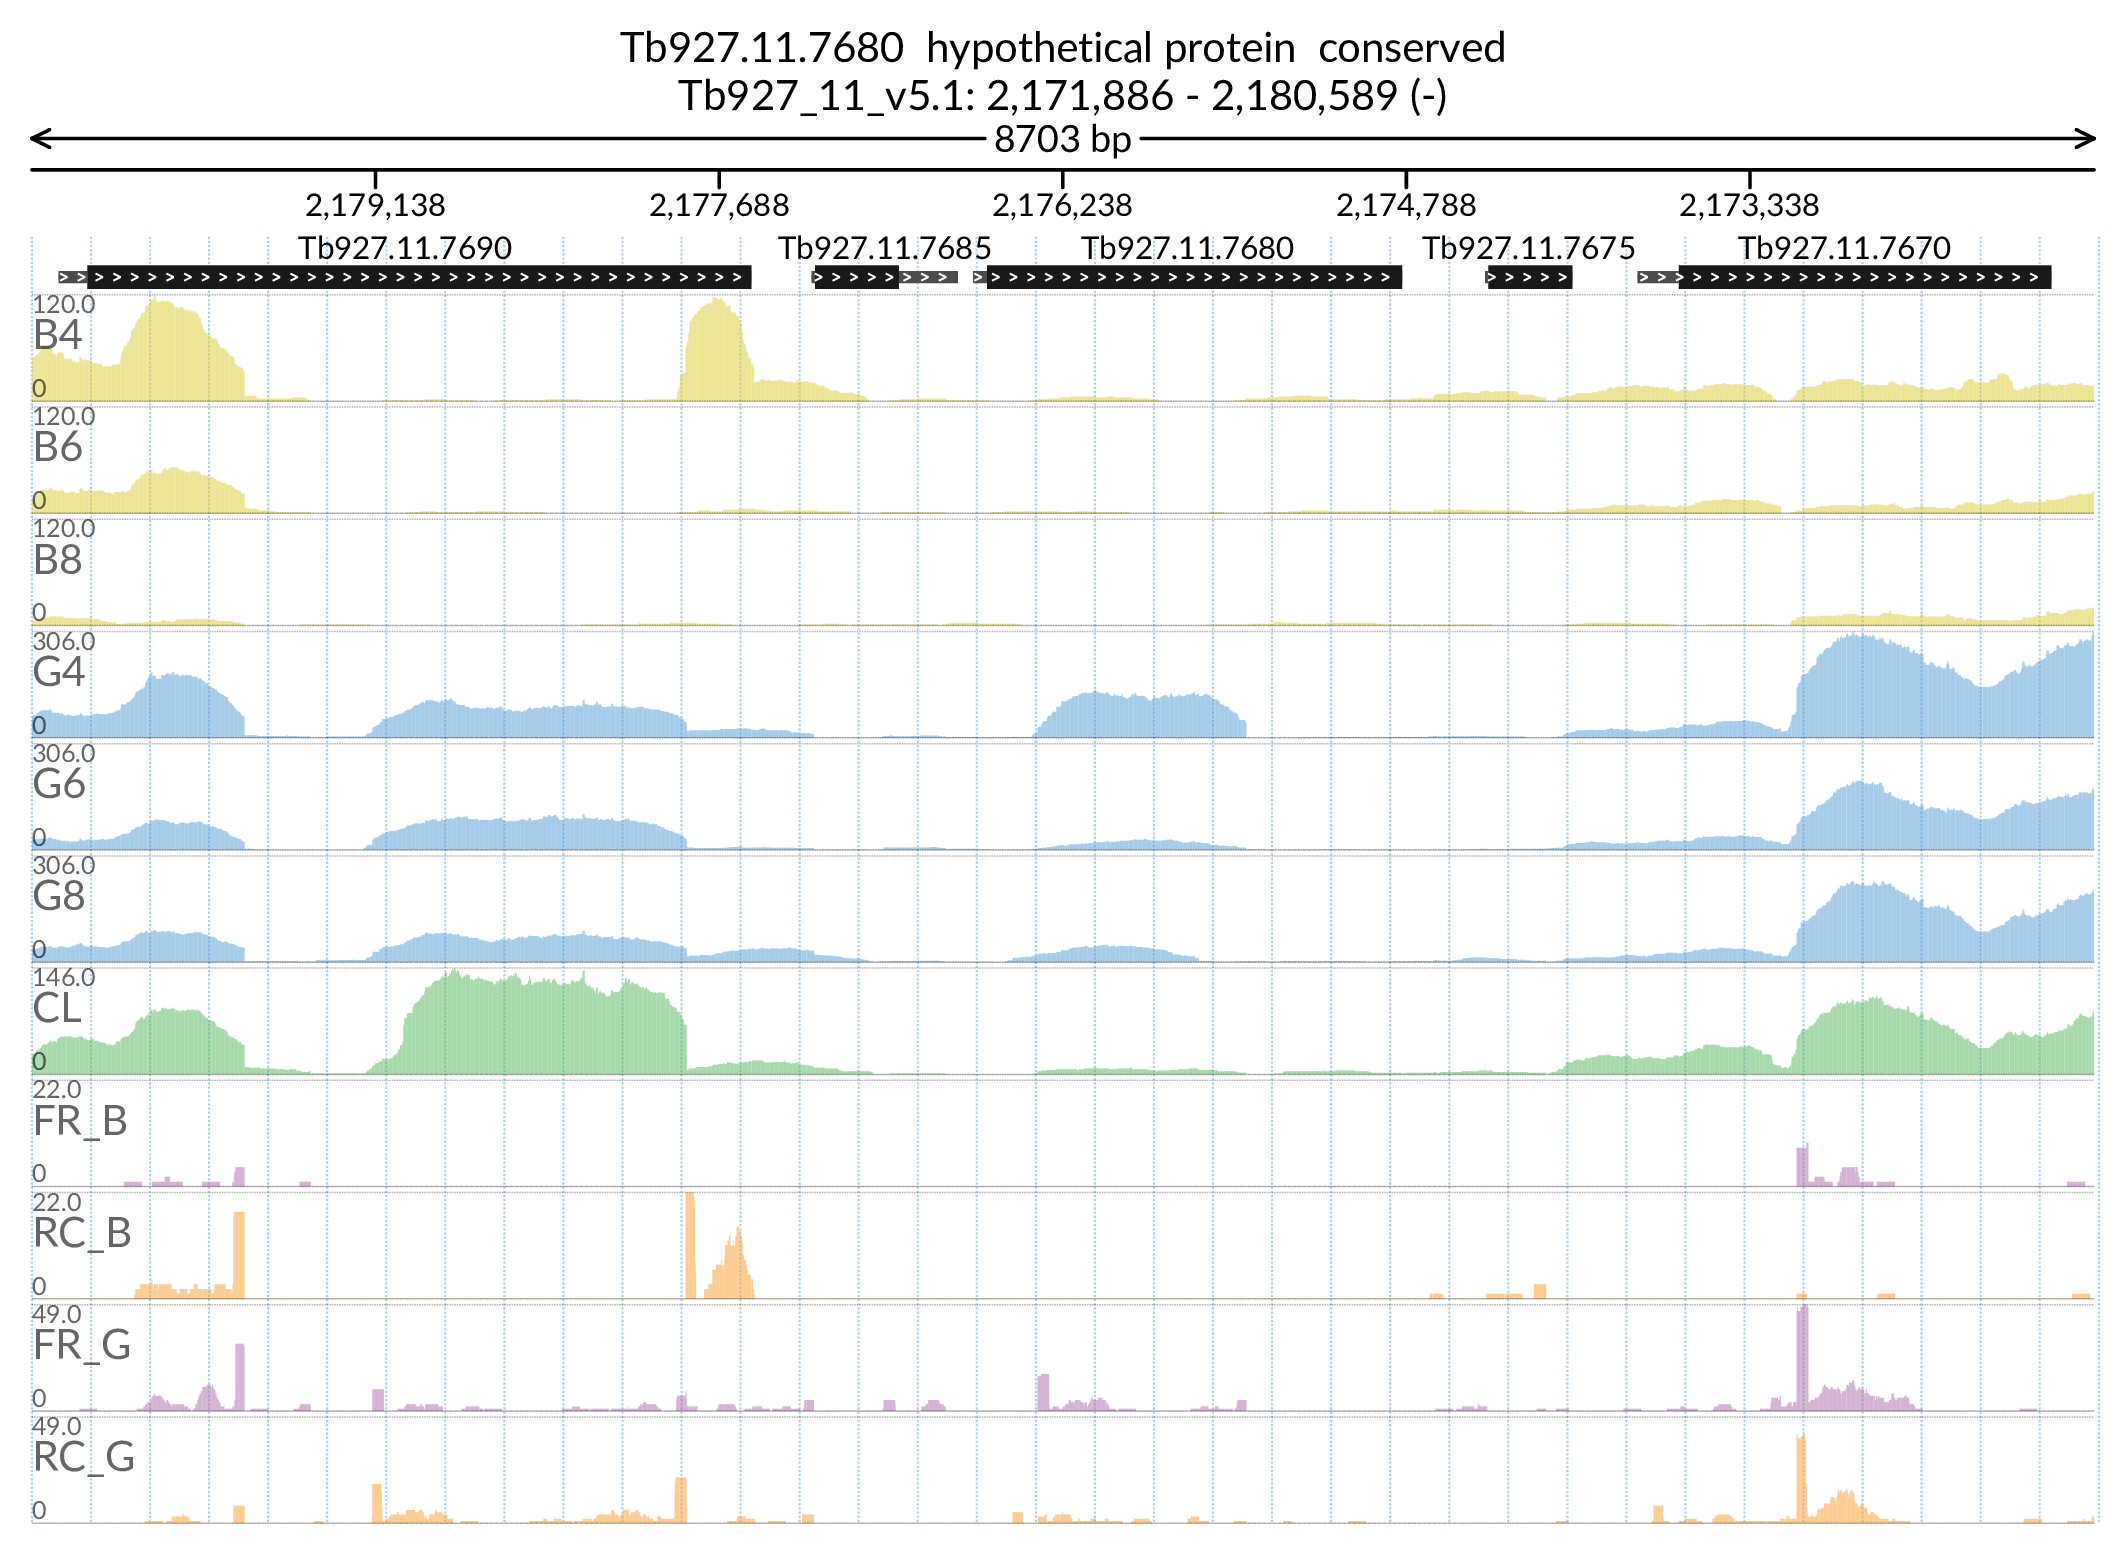 Tb927.11.7680 hypothetical protein conserved
Tb927_11_v5.1: 2,171,886 - 2,180,589 (-)
8703 bp
2,179,138 2,177,688 2,176,238 2,174,788 2,173,338
Tb927.11.7690 Tb927.11.7685 Tb927.11.7680 Tb927.11.7675 Tb927.11.7670
120.0
B4
0
120.0
B6
0
120.0
B8
0
306.0
G4
0
306.0
G6
0
306.0
G8
0
146.0
CL
0
22.0
FR_B
0
22.0
RC_B
0
49.0
FR_G
0
49.0
RC_G
0